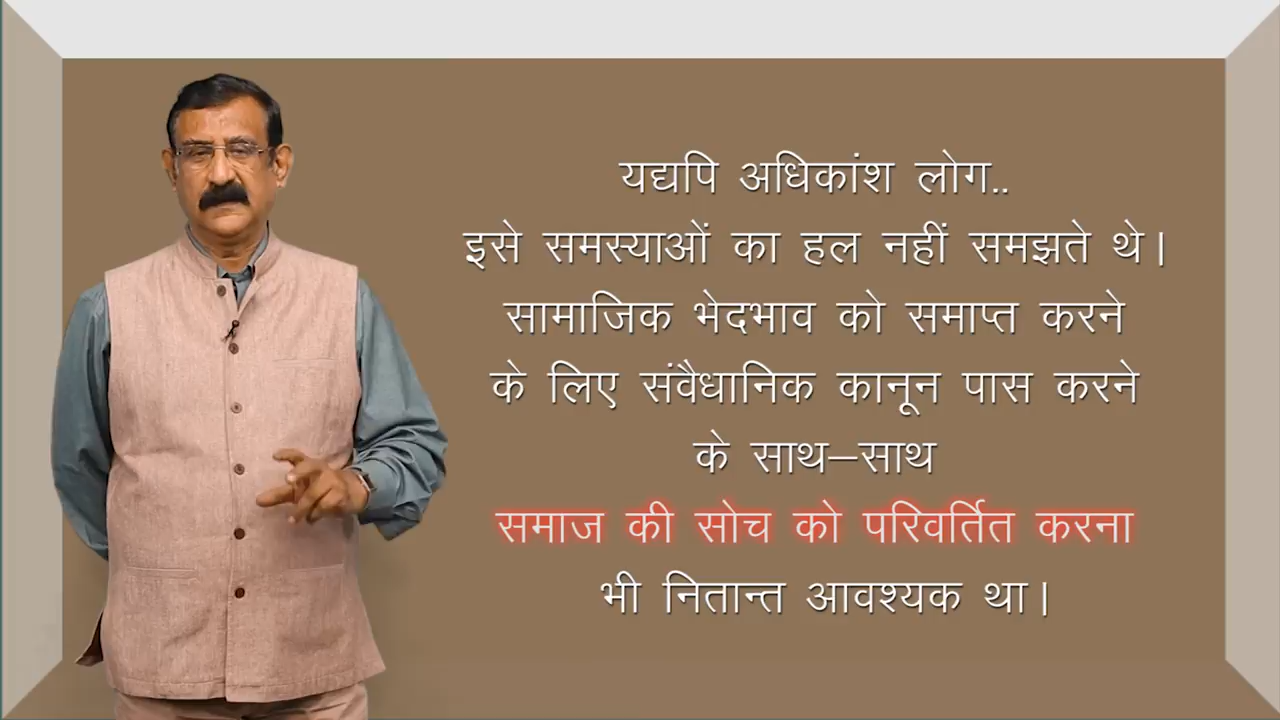 यद्यपि अधिकांश लोग..
इसे समस्याओं का हल नहीं समझते थे।
सामाजिक भेदभाव को समाप्त करने
के लिए संवैधानिक कानून पास करने
के साथ–साथ
समाज की सोच को परिवर्तित करना
भी नितान्त आवश्यक था।